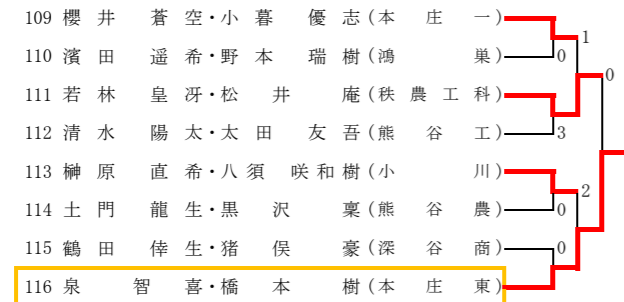 109 櫻井 蒼空・小暮 優志(本庄一)
1
110 濱田 遥希・野本 瑞樹(鴻巣)
0
0
111 若林 皇冴・松井 庵(秩農工科)
112 清水 陽太・太田 友吾(熊谷工)
3
113 榊原 直希・八須 咲和樹(小川)
2
114 土門 龍生・黒沢 稟(熊谷農)
0
115 鶴田 倖生・猪俣 豪(深谷商)
0
116 泉 智喜・橋本 樹(本庄東)